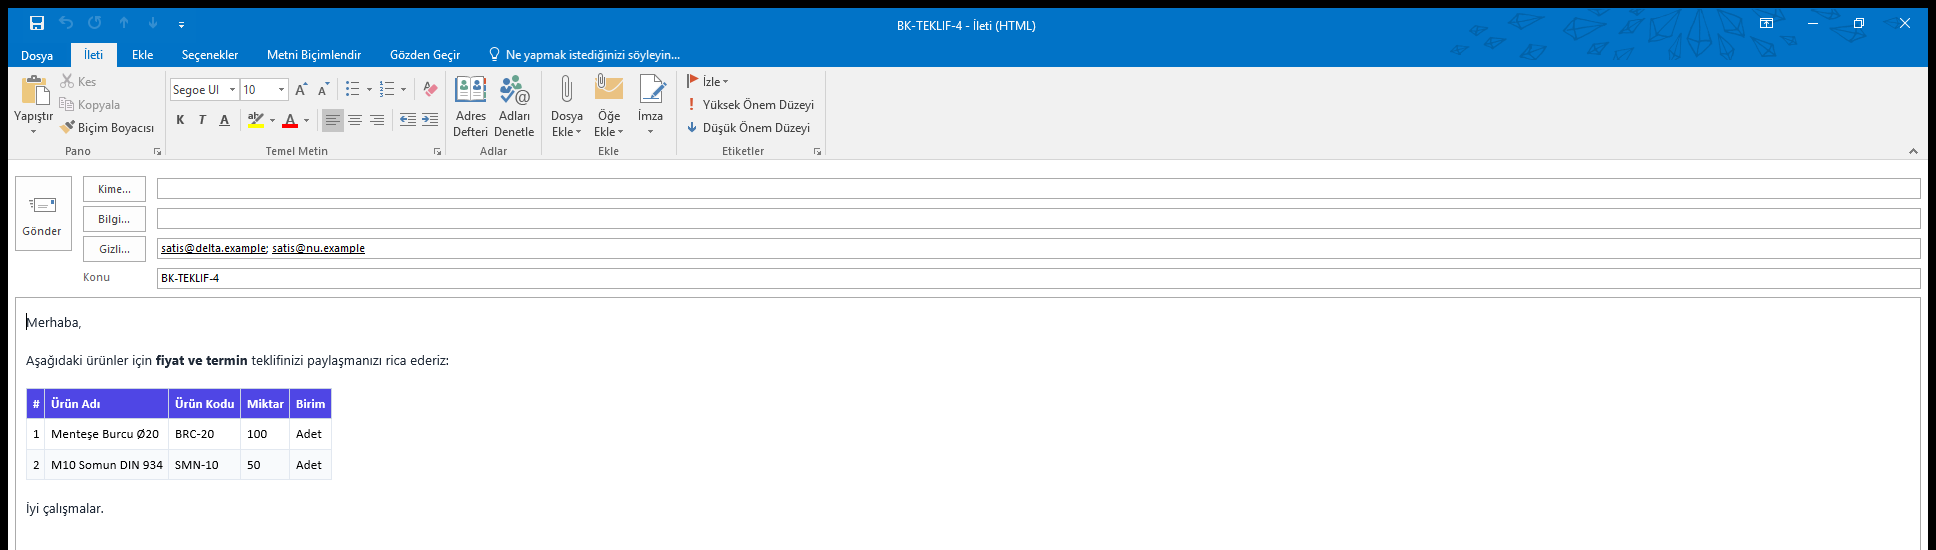 BK-TEKLIF-4 - İleti (HTML)
Dosya İleti Ekle Seçenekler Metni Biçimlendir Gözden Geçir Ne yapmak istediğinizi söyleyin...
Yapıştır
Kes
Kopyala
Biçim Boyacısı
Pano
Segoe UI 10
K T A
Temel Metin
Adres Defteri
Adları Denetle
Adlar
Dosya Ekle
Öğe Ekle
İmza
Ekle
İzle
Yüksek Önem Düzeyi
Düşük Önem Düzeyi
Etiketler
Gönder
Kime...
Bilgi...
Gizli... satis@delta.example; satis@nu.example
Konu BK-TEKLIF-4
Merhaba,
Aşağıdaki ürünler için fiyat ve termin teklifinizi paylaşmanızı rica ederiz:
# Ürün Adı Ürün Kodu Miktar Birim
1 Menteşe Burcu Ø20 BRC-20 100 Adet
2 M10 Somun DIN 934 SMN-10 50 Adet
İyi çalışmalar.